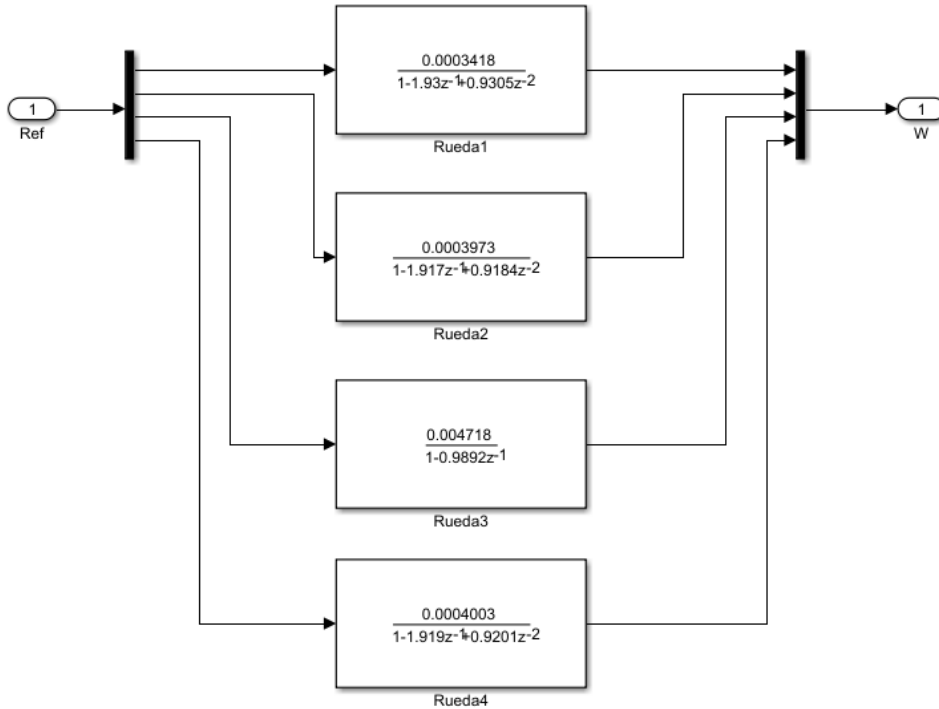 0.0003418
1-1.93z-1+0.9305z-2
Rueda1
1
Ref
1
W
0.0003973
1-1.917z-1+0.9184z-2
Rueda2
0.004718
1-0.9892z-1
Rueda3
0.0004003
1-1.919z-1+0.9201z-2
Rueda4